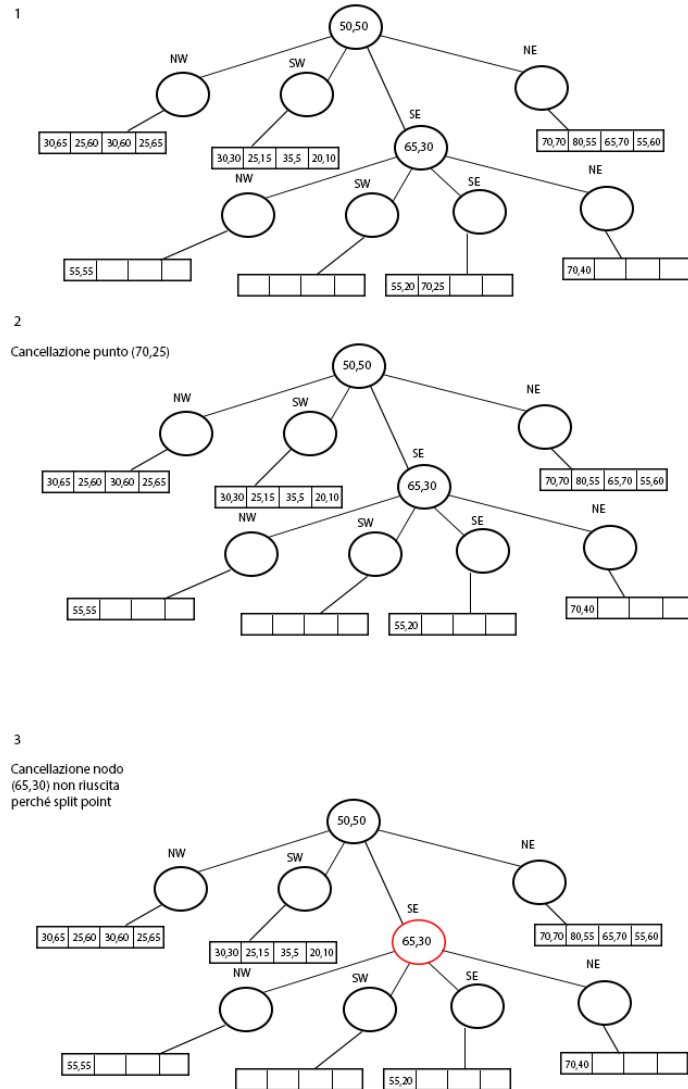 1
50,50
NW
SW
NE
30,65 25,60 30,60 25,65
30,30 25,15 35,5 20,10
SE
65,30
70,70 80,55 65,70 55,60
NW
SW
SE
NE
55,55
55,20 70,25
70,40
2
Cancellazione punto (70,25)
50,50
NW
SW
NE
30,65 25,60 30,60 25,65
30,30 25,15 35,5 20,10
SE
65,30
70,70 80,55 65,70 55,60
NW
SW
SE
NE
55,55
55,20
70,40
3
Cancellazione nodo
(65,30) non riuscita
perché split point
50,50
NW
SW
NE
30,65 25,60 30,60 25,65
30,30 25,15 35,5 20,10
SE
65,30
70,70 80,55 65,70 55,60
NW
SW
SE
NE
55,55
55,20
70,40